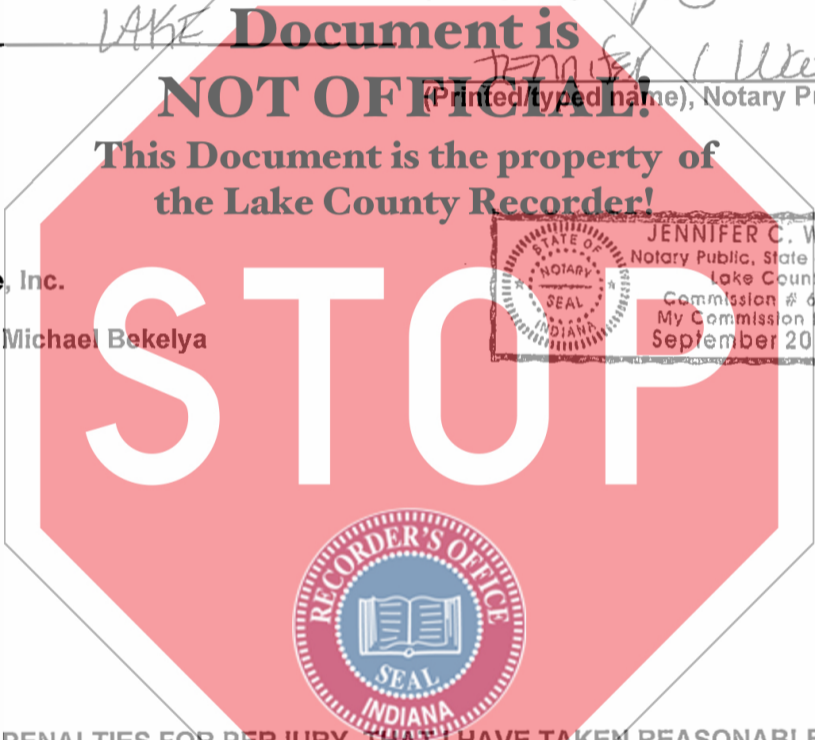 LAKE Document is
JENNIFER C
NOT OFFICIAL!
(Printed/typed name), Notary
This Document is the property of
the Lake County Recorder!
JENNIFER C. W
STATE OF
Notary Public, State
NOTARY
Lake Coun
, Inc.
SEAL
Commission # 6
INDIANA
My Commission
Michael Bekelya
September 20
STOP
RECORDER'S OFFICE
SEAL
INDIANA
PENALTIES FOR PERJURY, THAT I HAVE TAKEN REASONABLE